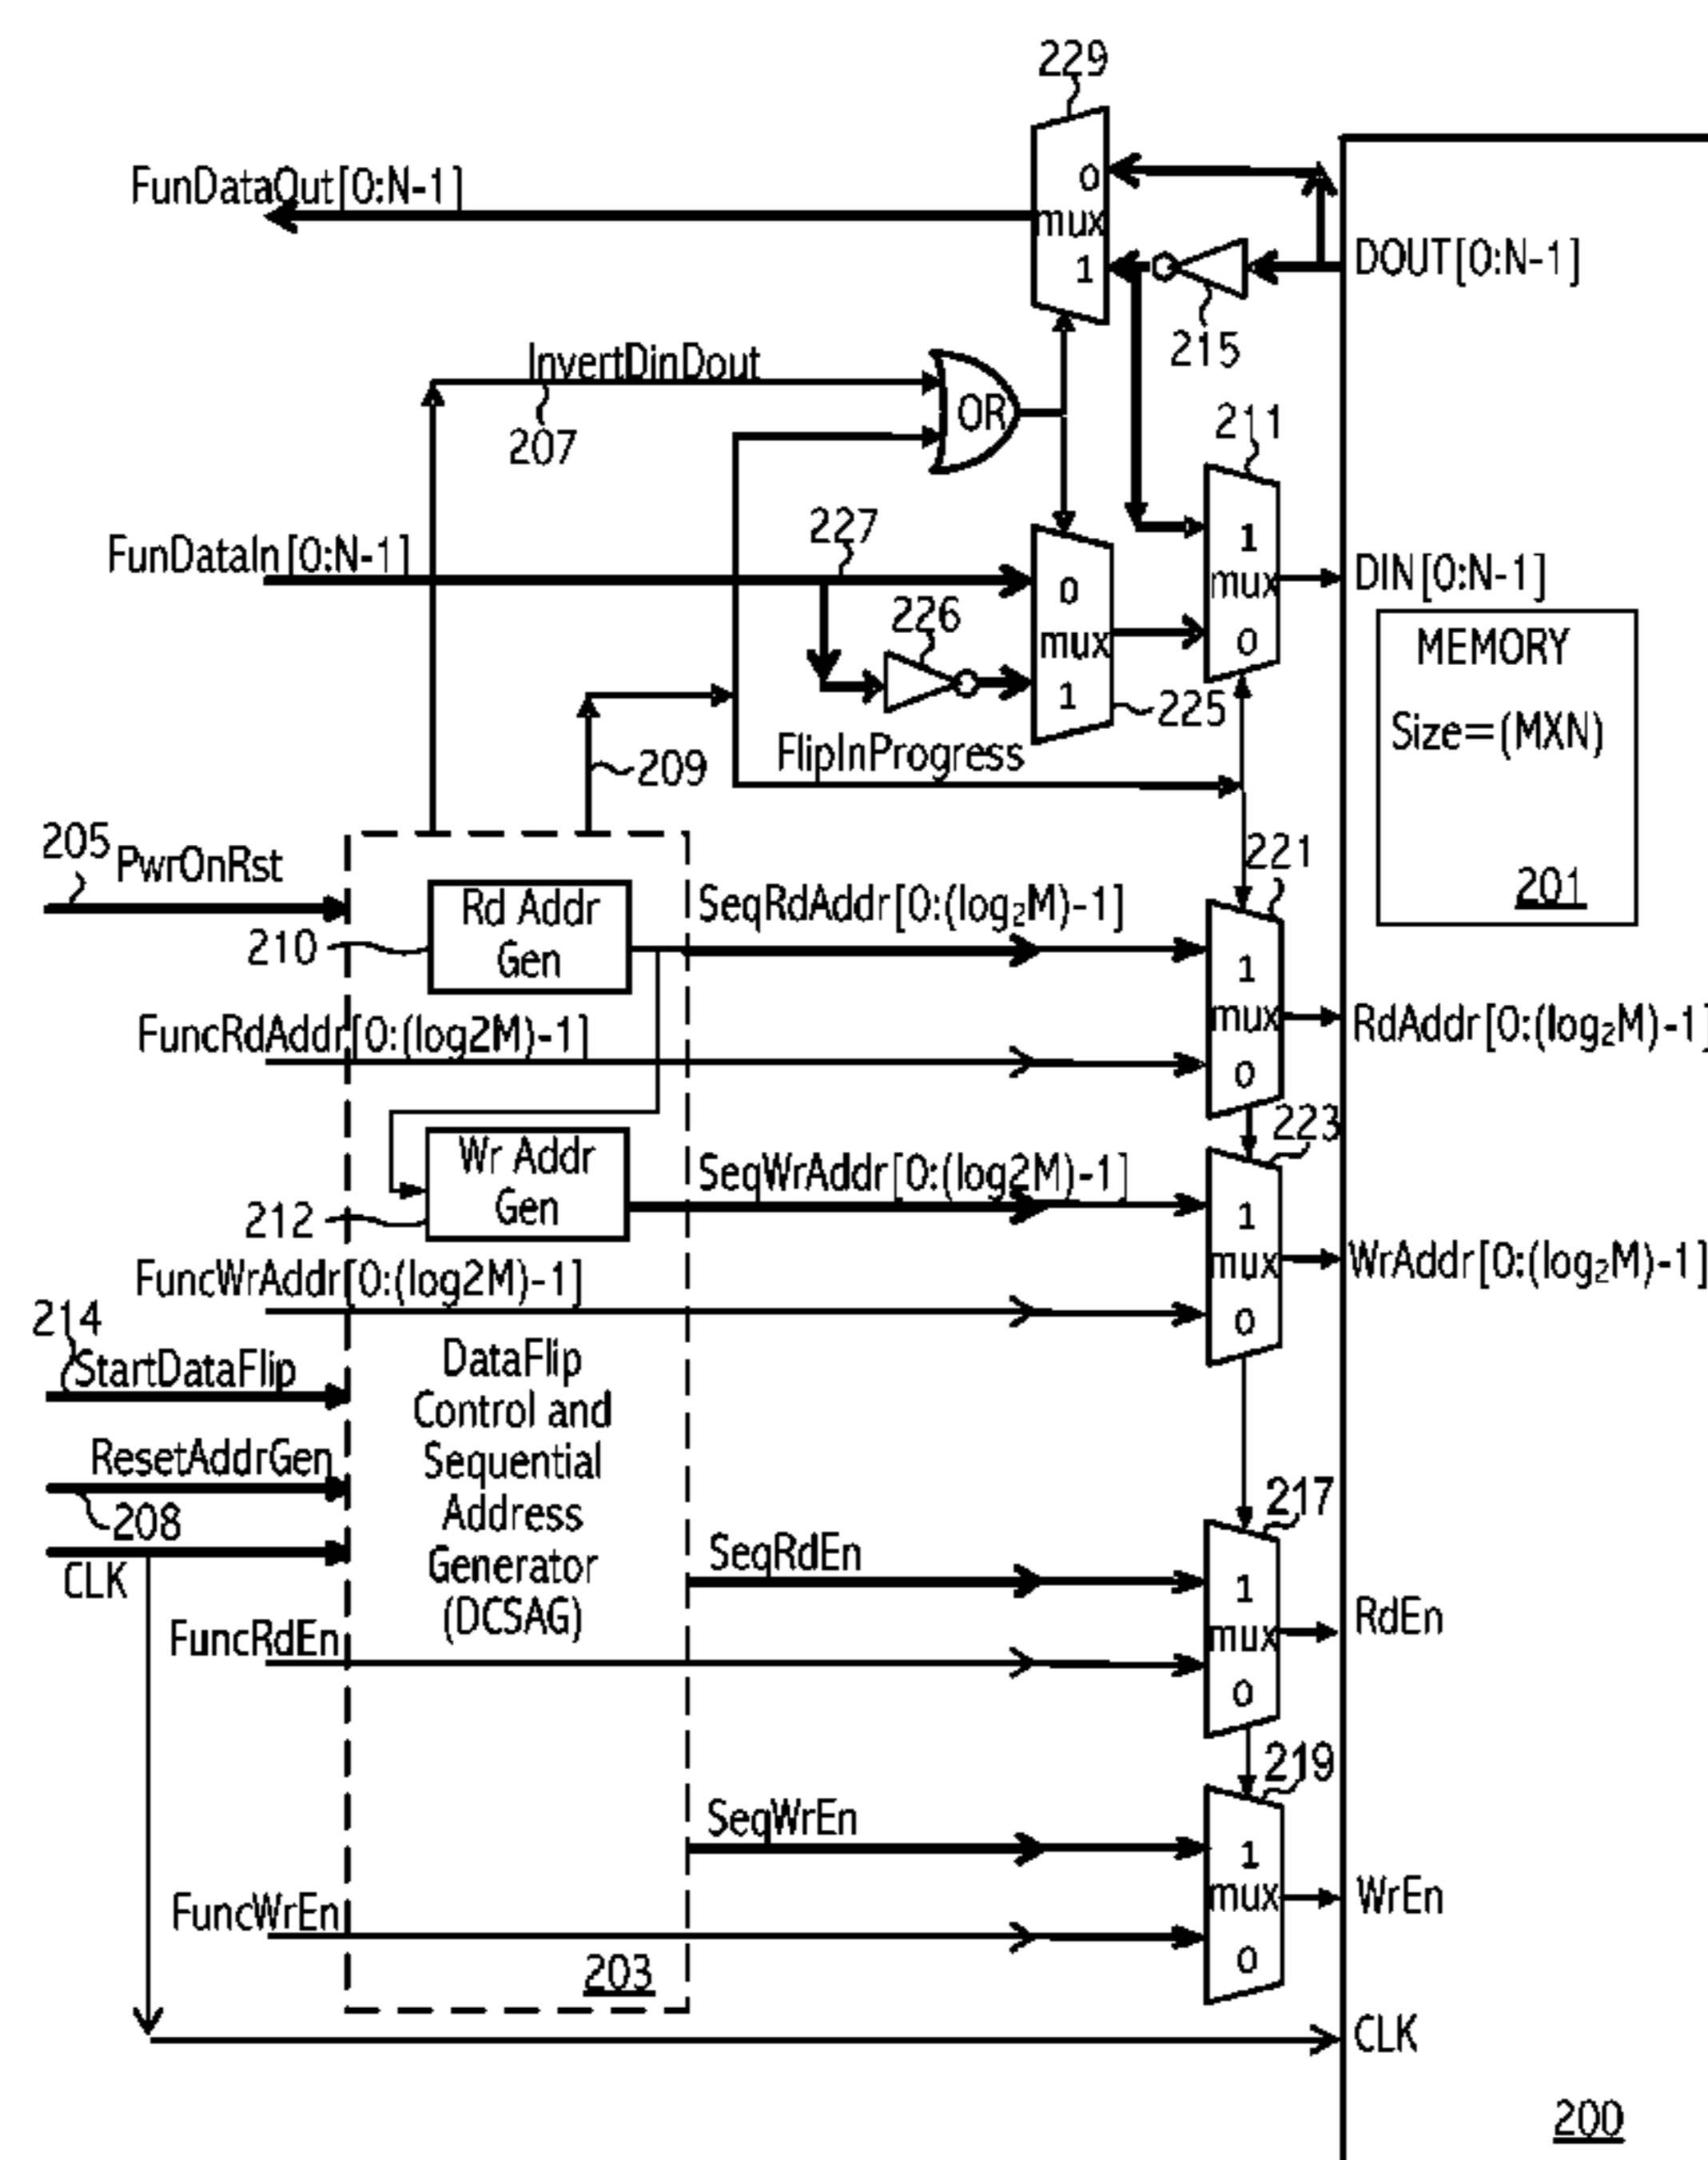 229
0
mux
1
FunDataOut[0:N-1]
DOUT[0:N-1]
215
InvertDinDout
207
OR
211
1
mux
0
FunDataIn[0:N-1]
227
226
0
mux
1
225
DIN[0:N-1]
MEMORY
Size=(MXN)
201
209
FlipInProgress
205
PwrOnRst
221
Rd Addr
Gen
210
SeqRdAddr[0:(log₂M)-1]
1
mux
0
RdAddr[0:(log₂M)-1]
FuncRdAddr[0:(log2M)-1]
223
Wr Addr
Gen
212
SeqWrAddr[0:(log2M)-1]
1
mux
0
WrAddr[0:(log₂M)-1]
FuncWrAddr[0:(log2M)-1]
214
StartDataFlip
DataFlip
Control and
Sequential
Address
Generator
(DCSAG)
ResetAddrGen
208
CLK
217
SeqRdEn
1
mux
0
RdEn
FuncRdEn
219
SeqWrEn
1
mux
0
WrEn
FuncWrEn
203
CLK
200